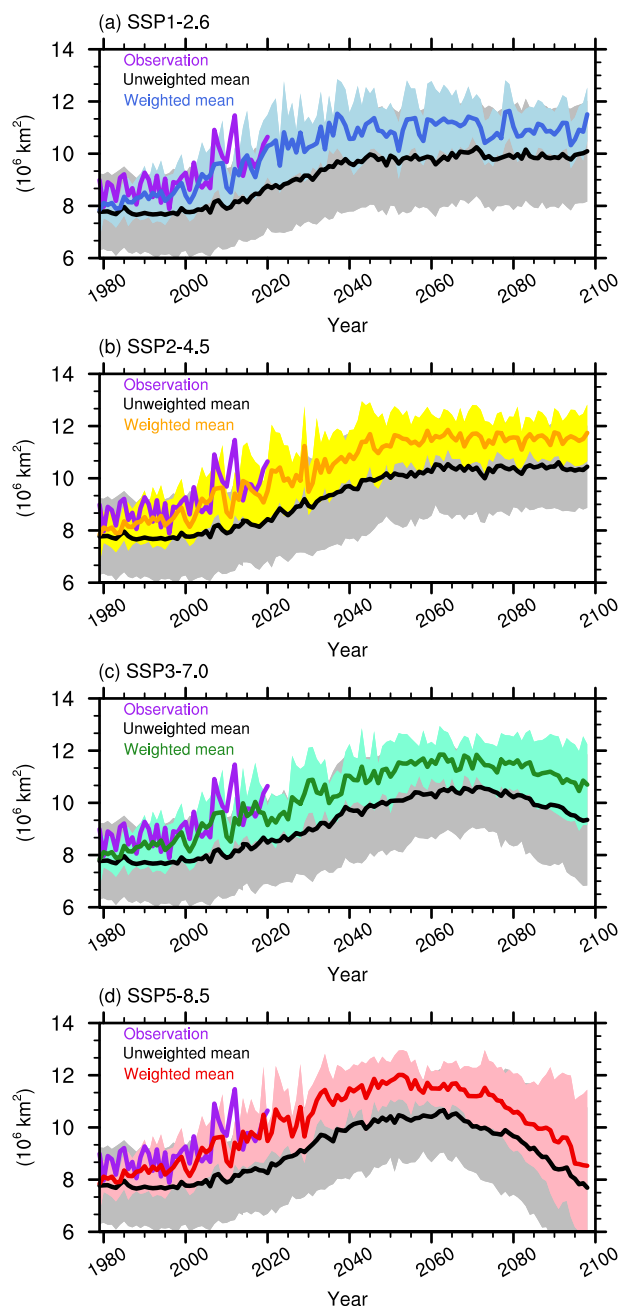 (a) SSP1-2.6
14
12
10
8
6
(10⁶ km²)
Observation
Unweighted mean
Weighted mean
1980 2000 2020 2040 2060 2080 2100
Year
(b) SSP2-4.5
14
12
10
8
6
(10⁶ km²)
Observation
Unweighted mean
Weighted mean
1980 2000 2020 2040 2060 2080 2100
Year
(c) SSP3-7.0
14
12
10
8
6
(10⁶ km²)
Observation
Unweighted mean
Weighted mean
1980 2000 2020 2040 2060 2080 2100
Year
(d) SSP5-8.5
14
12
10
8
6
(10⁶ km²)
Observation
Unweighted mean
Weighted mean
1980 2000 2020 2040 2060 2080 2100
Year